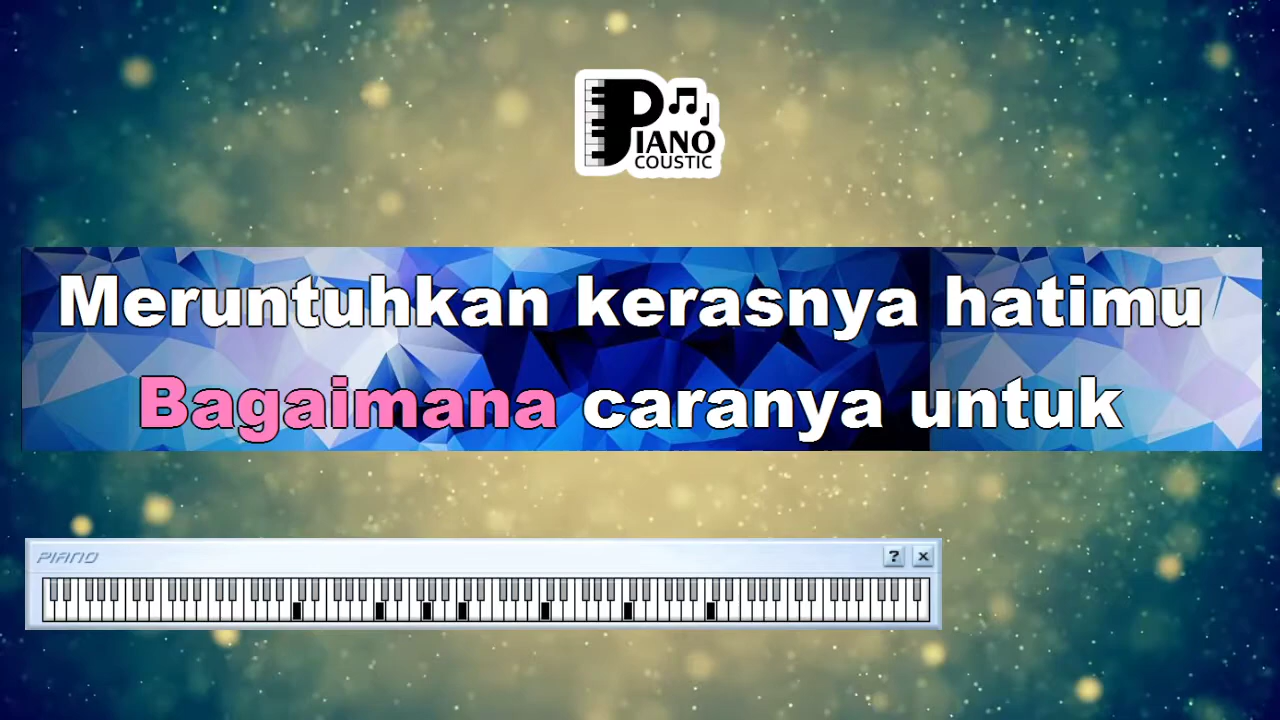 PIANO
COUSTIC
Meruntuhkan kerasnya hatimu
Bagaimana caranya untuk
PIANO
? ×